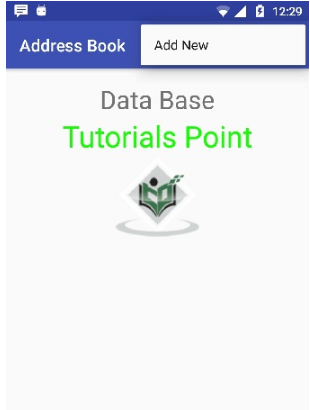 12:29
Address Book
Add New
Data Base
Tutorials Point